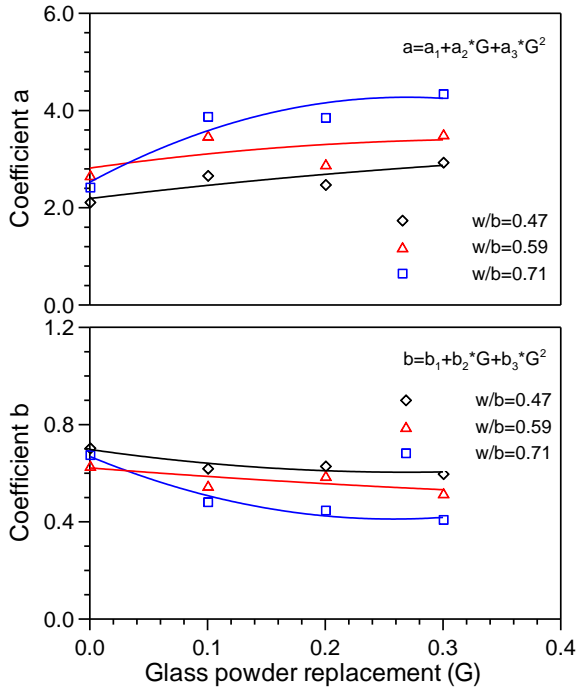 6.0
a=a₁+a₂*G+a₃*G²
4.0
Coefficient a
2.0
w/b=0.47
w/b=0.59
w/b=0.71
0.0
1.2
b=b₁+b₂*G+b₃*G²
w/b=0.47
0.8
w/b=0.59
Coefficient b
w/b=0.71
0.4
0.0
0.0 0.1 0.2 0.3 0.4
Glass powder replacement (G)